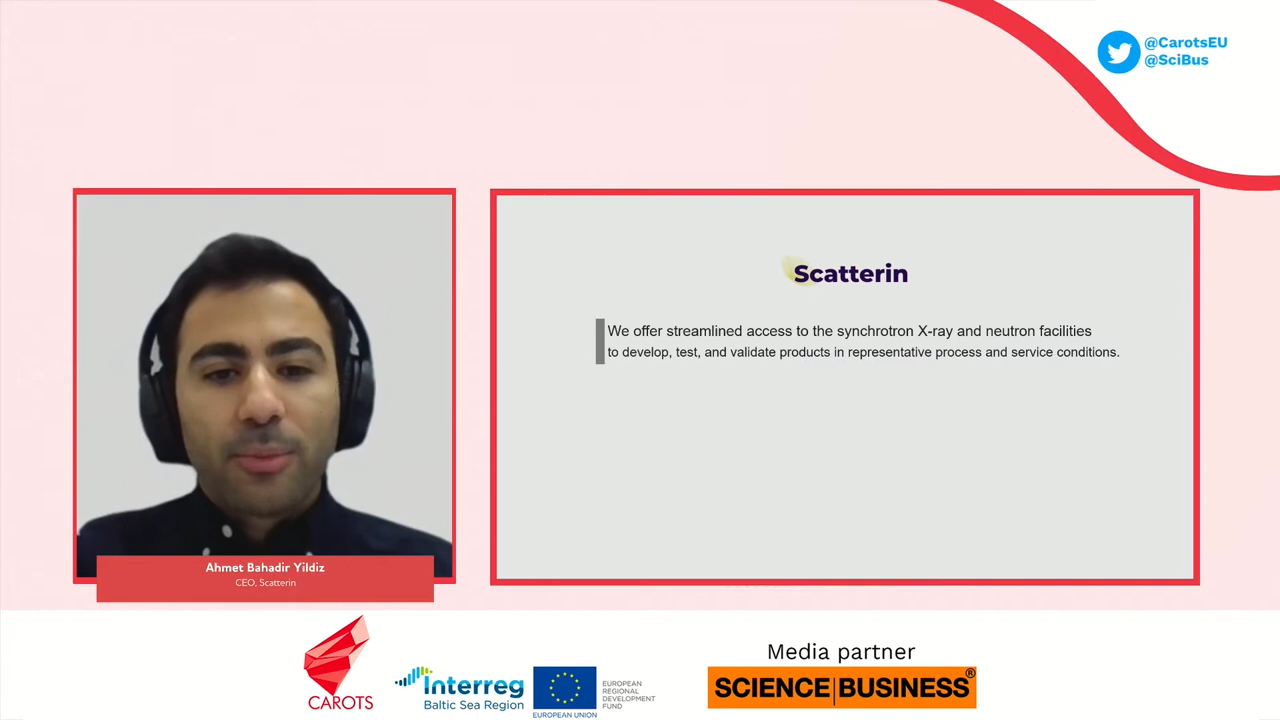 @CarotsEU
@SciBus
Scatterin
We offer streamlined access to the synchrotron X-ray and neutron facilities
to develop, test, and validate products in representative process and service conditions.
Ahmet Bahadir Yildiz
CEO, Scatterin
CAROTS
Interreg
Baltic Sea Region
EUROPEAN UNION
EUROPEAN
REGIONAL
DEVELOPMENT
FUND
Media partner
SCIENCE|BUSINESS®